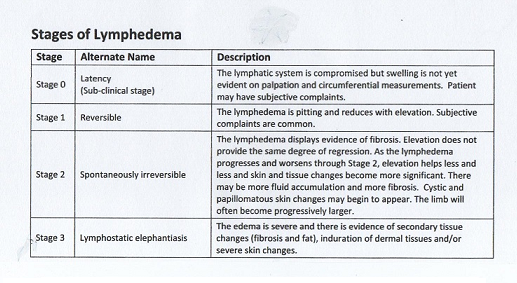 Stages of Lymphedema
Stage Alternate Name Description
Stage 0
Latency
(Sub-clinical stage)
The lymphatic system is compromised but swelling is not yet
evident on palpation and circumferential measurements. Patient
may have subjective complaints.
Stage 1
Reversible
The lymphedema is pitting and reduces with elevation. Subjective
complaints are common.
Stage 2
Spontaneously irreversible
The lymphedema displays evidence of fibrosis. Elevation does not
provide the same degree of regression. As the lymphedema
progresses and worsens through Stage 2, elevation helps less and
less and skin and tissue changes become more significant. There
may be more fluid accumulation and more fibrosis. Cystic and
papillomatous skin changes may begin to appear. The limb will
often become progressively larger.
Stage 3
Lymphostatic elephantiasis
The edema is severe and there is evidence of secondary tissue
changes (fibrosis and fat), induration of dermal tissues and/or
severe skin changes.